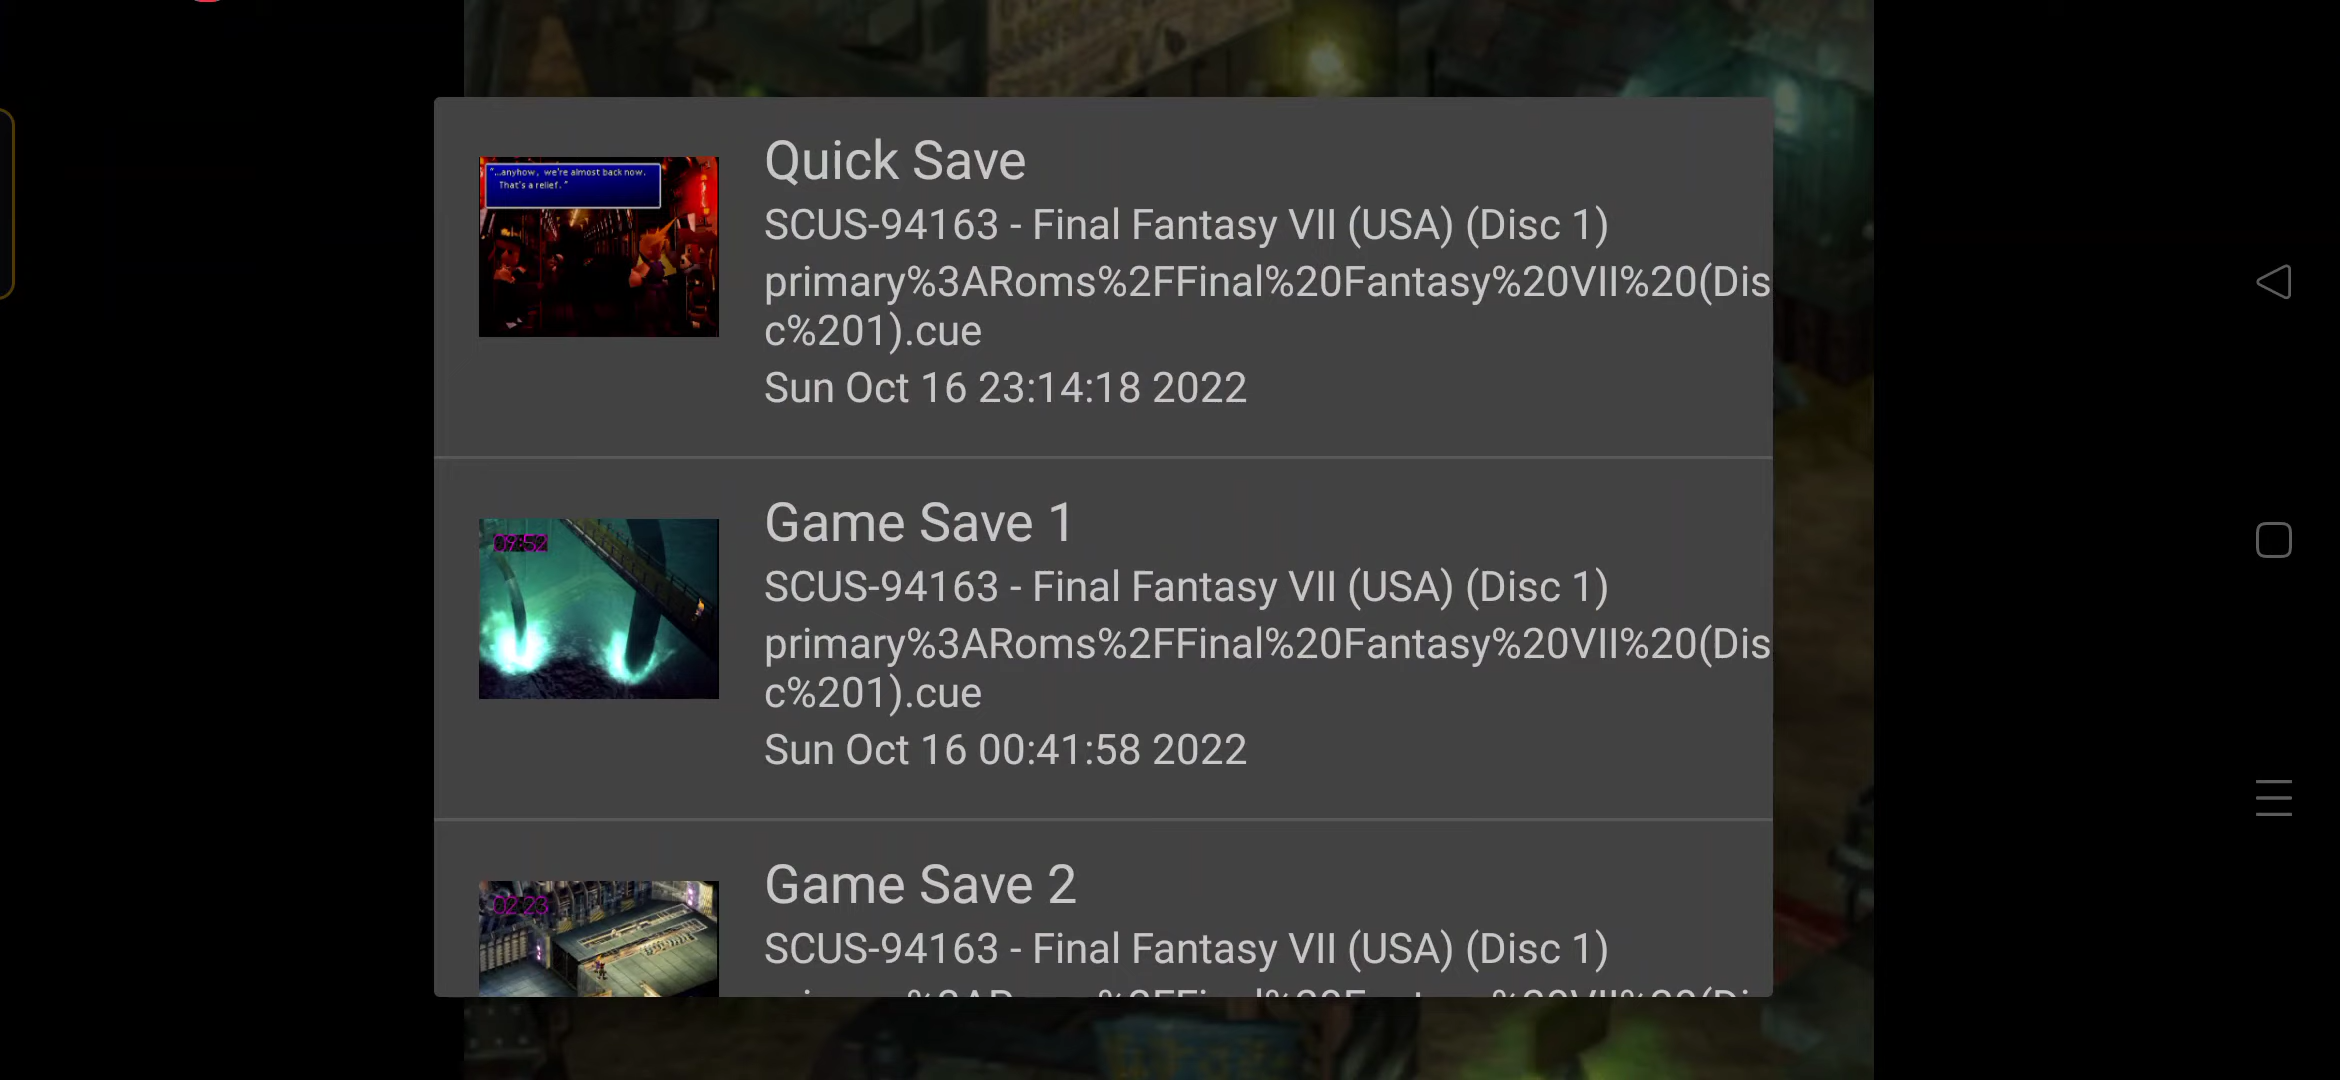 Quick Save
SCUS-94163 - Final Fantasy VII (USA) (Disc 1)
primary%3ARoms%2FFinal%20Fantasy%20VII%20(Dis
c%201).cue
Sun Oct 16 23:14:18 2022
"...anyhow, we're almost back now.
That's a relief."
Game Save 1
SCUS-94163 - Final Fantasy VII (USA) (Disc 1)
primary%3ARoms%2FFinal%20Fantasy%20VII%20(Dis
c%201).cue
Sun Oct 16 00:41:58 2022
09:52
Game Save 2
SCUS-94163 - Final Fantasy VII (USA) (Disc 1)
02:23